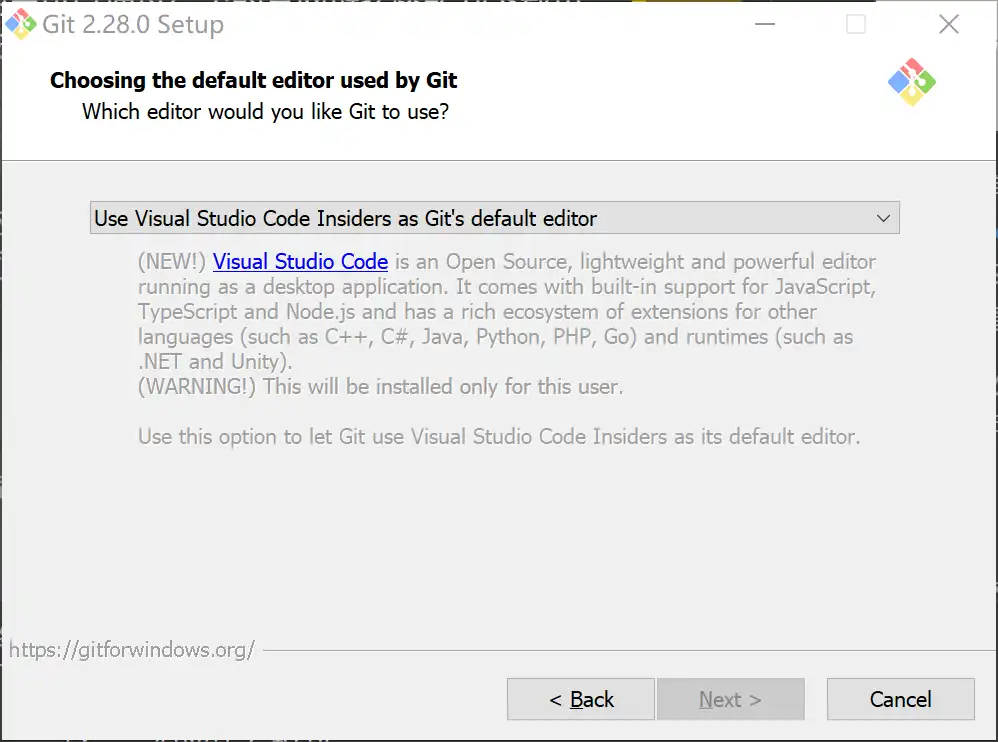 Git 2.28.0 Setup
Choosing the default editor used by Git
Which editor would you like Git to use?
Use Visual Studio Code Insiders as Git's default editor
(NEW!) Visual Studio Code is an Open Source, lightweight and powerful editor
running as a desktop application. It comes with built-in support for JavaScript,
TypeScript and Node.js and has a rich ecosystem of extensions for other
languages (such as C++, C#, Java, Python, PHP, Go) and runtimes (such as
.NET and Unity).
(WARNING!) This will be installed only for this user.
Use this option to let Git use Visual Studio Code Insiders as its default editor.
https://gitforwindows.org/
< Back
Next >
Cancel